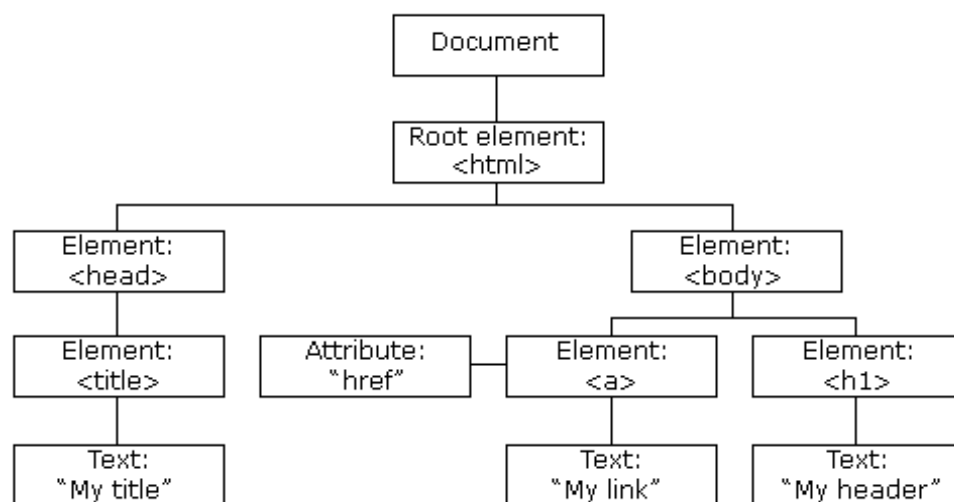 Document
Root element:
<html>
Element:
<head>
Element:
<body>
Element:
<title>
Attribute:
“href”
Element:
<a>
Element:
<h1>
Text:
“My title”
Text:
“My link”
Text:
“My header”